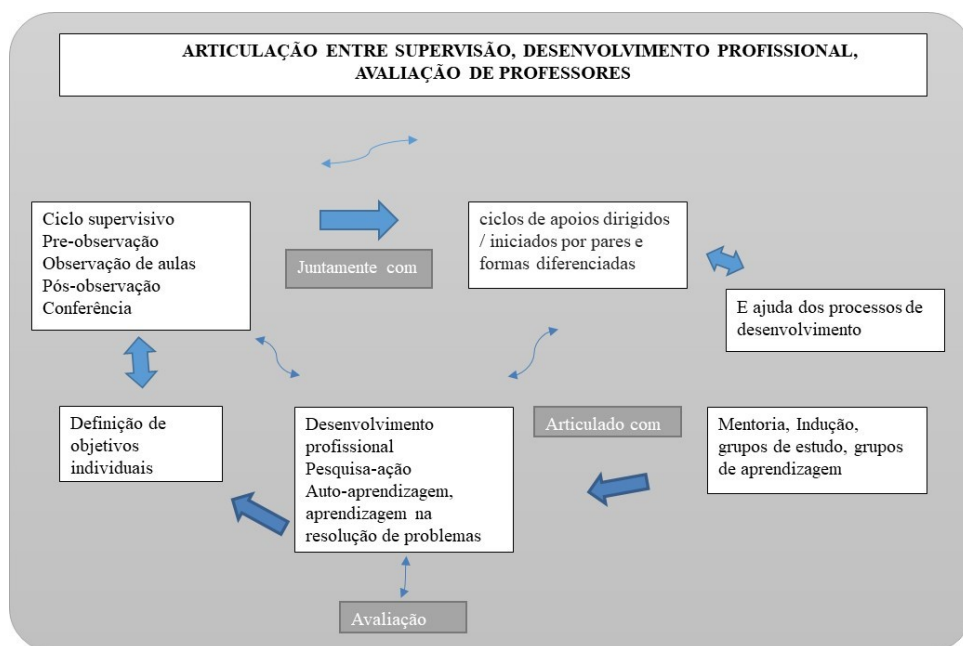 ARTICULAÇÃO ENTRE SUPERVISÃO, DESENVOLVIMENTO PROFISSIONAL,
AVALIAÇÃO DE PROFESSORES
Ciclo supervisivo
Pre-observação
Observação de aulas
Pós-observação
Conferência
Juntamente com
ciclos de apoios dirigidos
/ iniciados por pares e
formas diferenciadas
E ajuda dos processos de
desenvolvimento
Definição de
objetivos
individuais
Desenvolvimento
profissional
Pesquisa-ação
Auto-aprendizagem,
aprendizagem na
resolução de problemas
Articulado com
Mentoria, Indução,
grupos de estudo, grupos
de aprendizagem
Avaliação